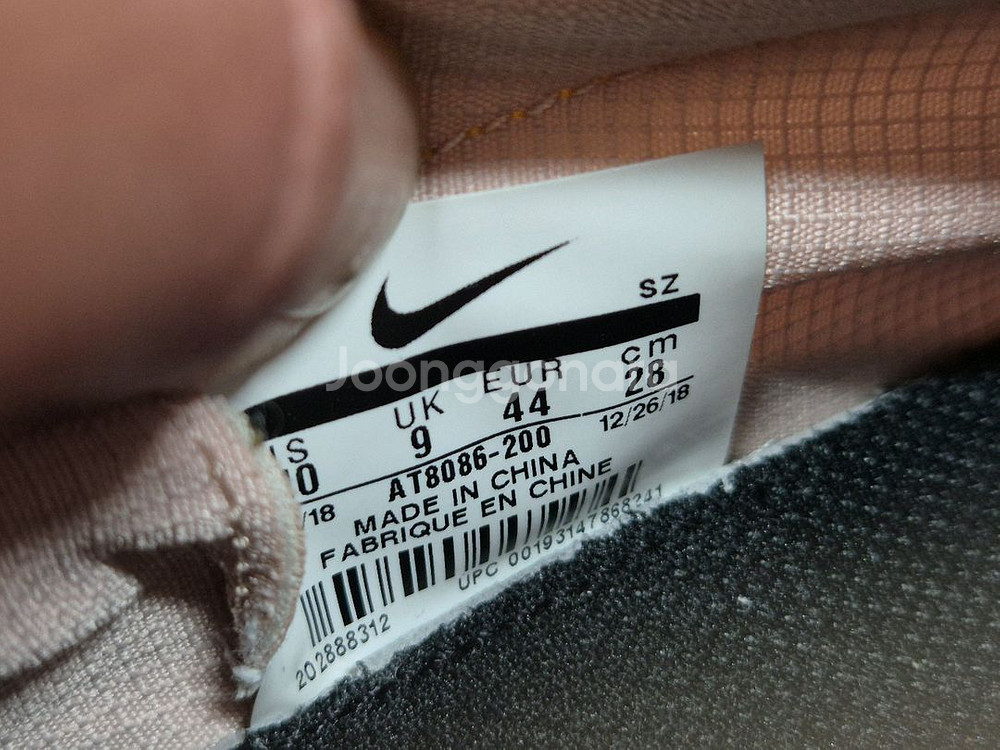 SZ
UK EUR cm
9 44 28
AT8086-200 12/26/18
/18
MADE IN CHINA
FABRIQUE EN CHINE
UPC 00193147868241
202888312